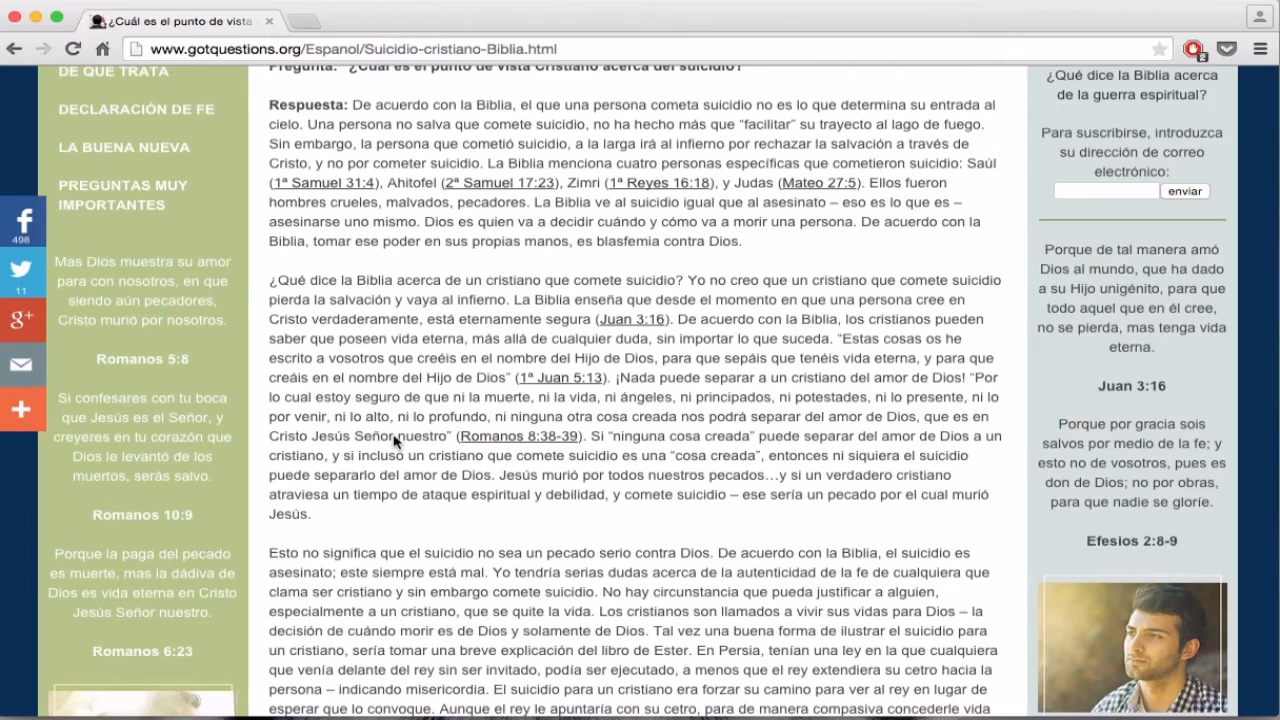 ¿Cuál es el punto de vista
www.gotquestions.org/Espanol/Suicidio-cristiano-Biblia.html
2
DE QUE TRATA
DECLARACIÓN DE FE
LA BUENA NUEVA
PREGUNTAS MUY
IMPORTANTES
498
11
g+
Mas Dios muestra su amor
para con nosotros, en que
siendo aún pecadores,
Cristo murió por nosotros.
Romanos 5:8
Si confesares con tu boca
que Jesús es el Señor, y
creyeres en tu corazón que
Dios le levantó de los
muertos, serás salvo.
Romanos 10:9
Porque la paga del pecado
es muerte, mas la dádiva de
Dios es vida eterna en Cristo
Jesús Señor nuestro.
Romanos 6:23
Pregunta: "¿Cuál es el punto de vista Cristiano acerca del suicidio?"
Respuesta: De acuerdo con la Biblia, el que una persona cometa suicidio no es lo que determina su entrada al
cielo. Una persona no salva que comete suicidio, no ha hecho más que “facilitar” su trayecto al lago de fuego.
Sin embargo, la persona que cometió suicidio, a la larga irá al infierno por rechazar la salvación a través de
Cristo, y no por cometer suicidio. La Biblia menciona cuatro personas específicas que cometieron suicidio: Saúl
(1ª Samuel 31:4), Ahitofel (2ª Samuel 17:23), Zimri (1ª Reyes 16:18), y Judas (Mateo 27:5). Ellos fueron
hombres crueles, malvados, pecadores. La Biblia ve al suicidio igual que al asesinato – eso es lo que es –
asesinarse uno mismo. Dios es quien va a decidir cuándo y cómo va a morir una persona. De acuerdo con la
Biblia, tomar ese poder en sus propias manos, es blasfemia contra Dios.
¿Qué dice la Biblia acerca de un cristiano que comete suicidio? Yo no creo que un cristiano que comete suicidio
pierda la salvación y vaya al infierno. La Biblia enseña que desde el momento en que una persona cree en
Cristo verdaderamente, está eternamente segura (Juan 3:16). De acuerdo con la Biblia, los cristianos pueden
saber que poseen vida eterna, más allá de cualquier duda, sin importar lo que suceda. “Estas cosas os he
escrito a vosotros que creéis en el nombre del Hijo de Dios, para que sepáis que tenéis vida eterna, y para que
creáis en el nombre del Hijo de Dios” (1ª Juan 5:13). ¡Nada puede separar a un cristiano del amor de Dios! “Por
lo cual estoy seguro de que ni la muerte, ni la vida, ni ángeles, ni principados, ni potestades, ni lo presente, ni lo
por venir, ni lo alto, ni lo profundo, ni ninguna otra cosa creada nos podrá separar del amor de Dios, que es en
Cristo Jesús Señor nuestro” (Romanos 8:38-39). Si “ninguna cosa creada” puede separar del amor de Dios a un
cristiano, y si incluso un cristiano que comete suicidio es una “cosa creada”, entonces ni siquiera el suicidio
puede separarlo del amor de Dios. Jesús murió por todos nuestros pecados…y si un verdadero cristiano
atraviesa un tiempo de ataque espiritual y debilidad, y comete suicidio – ese sería un pecado por el cual murió
Jesús.
Esto no significa que el suicidio no sea un pecado serio contra Dios. De acuerdo con la Biblia, el suicidio es
asesinato; este siempre está mal. Yo tendría serias dudas acerca de la autenticidad de la fe de cualquiera que
clama ser cristiano y sin embargo comete suicidio. No hay circunstancia que pueda justificar a alguien,
especialmente a un cristiano, que se quite la vida. Los cristianos son llamados a vivir sus vidas para Dios – la
decisión de cuándo morir es de Dios y solamente de Dios. Tal vez una buena forma de ilustrar el suicidio para
un cristiano, sería tomar una breve explicación del libro de Ester. En Persia, tenían una ley en la que cualquiera
que venía delante del rey sin ser invitado, podía ser ejecutado, a menos que el rey extendiera su cetro hacia la
persona – indicando misericordia. El suicidio para un cristiano era forzar su camino para ver al rey en lugar de
esperar que lo convoque. Aunque el rey le apuntaría con su cetro, para de manera compasiva concederle vida
¿Qué dice la Biblia acerca
de la guerra espiritual?
Para suscribirse, introduzca
su dirección de correo
electrónico:
enviar
Porque de tal manera amó
Dios al mundo, que ha dado
a su Hijo unigénito, para que
todo aquel que en él cree,
no se pierda, mas tenga vida
eterna.
Juan 3:16
Porque por gracia sois
salvos por medio de la fe; y
esto no de vosotros, pues es
don de Dios; no por obras,
para que nadie se gloríe.
Efesios 2:8-9